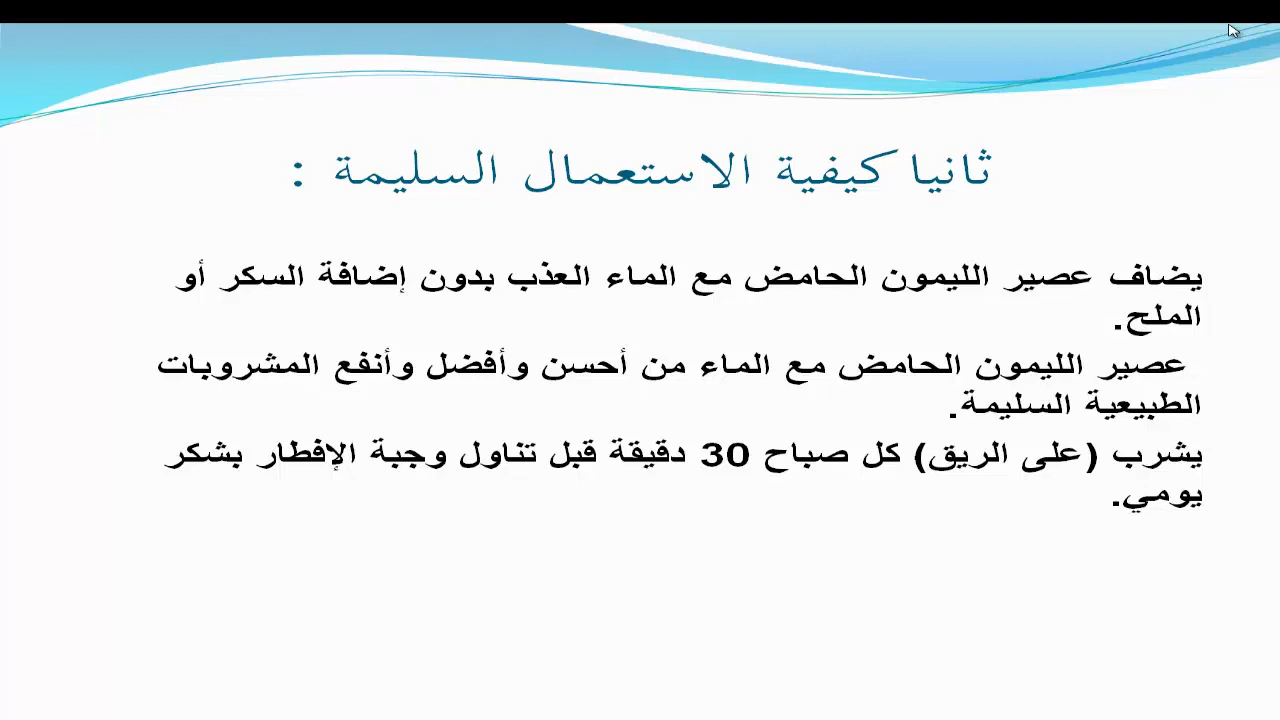 ثانيا كيفية الاستعمال السليمة :
يضاف عصير الليمون الحامض مع الماء العذب بدون إضافة السكر أو
الملح.
عصير الليمون الحامض مع الماء من أحسن وأفضل وأنفع المشروبات
الطبيعية السليمة.
يشرب (على الريق) كل صباح 30 دقيقة قبل تناول وجبة الإفطار بشكر
يومي.